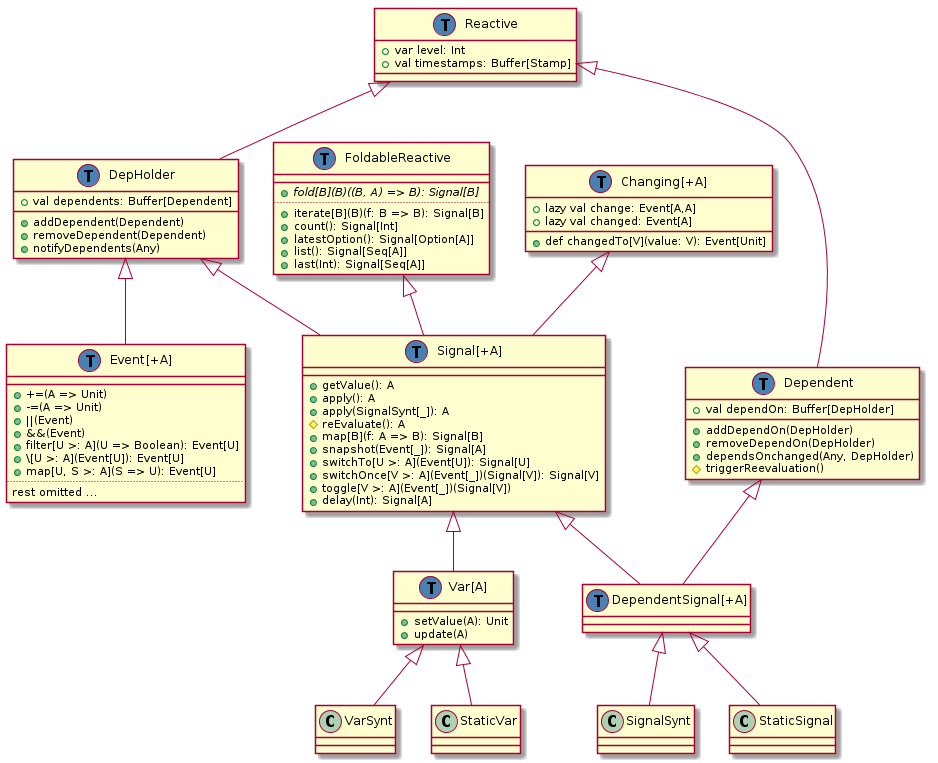 T Reactive
var level: Int
val timestamps: Buffer[Stamp]
T DepHolder
val dependents: Buffer[Dependent]
addDependent(Dependent)
removeDependent(Dependent)
notifyDependents(Any)
T FoldableReactive
fold[B](B)((B, A) => B): Signal[B]
iterate[B](B)(f: B => B): Signal[B]
count(): Signal[Int]
latestOption(): Signal[Option[A]]
list(): Signal[Seq[A]]
last(Int): Signal[Seq[A]]
T Changing[+A]
lazy val change: Event[A,A]
lazy val changed: Event[A]
def changedTo[V](value: V): Event[Unit]
T Event[+A]
+=(A => Unit)
-=(A => Unit)
||(Event)
&&(Event)
filter[U >: A](U => Boolean): Event[U]
\[U >: A](Event[U]): Event[U]
map[U, S >: A](S => U): Event[U]
rest omitted ...
T Signal[+A]
getValue(): A
apply(): A
apply(SignalSynt[_]): A
reEvaluate(): A
map[B](f: A => B): Signal[B]
snapshot(Event[_]): Signal[A]
switchTo[U >: A](Event[U]): Signal[U]
switchOnce[V >: A](Event[_])(Signal[V]): Signal[V]
toggle[V >: A](Event[_])(Signal[V])
delay(Int): Signal[A]
T Dependent
val dependOn: Buffer[DepHolder]
addDependOn(DepHolder)
removeDependOn(DepHolder)
dependsOnchanged(Any, DepHolder)
triggerReevaluation()
T Var[A]
setValue(A): Unit
update(A)
T DependentSignal[+A]
C VarSynt
C StaticVar
C SignalSynt
C StaticSignal